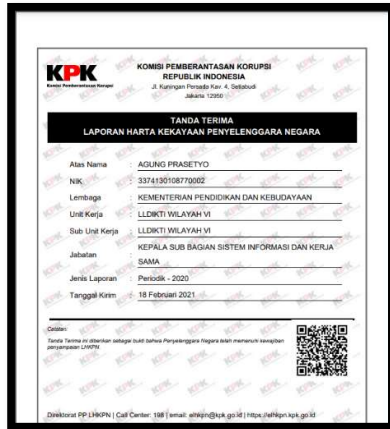 KPK
Komisi Pemberantasan Korupsi
KOMISI PEMBERANTASAN KORUPSI
REPUBLIK INDONESIA
Jl. Kuningan Persada Kav. 4, Setiabudi
Jakarta 12950
TANDA TERIMA
LAPORAN HARTA KEKAYAAN PENYELENGGARA NEGARA
Atas Nama : AGUNG PRASETYO
NIK : 3374130108770002
Lembaga : KEMENTERIAN PENDIDIKAN DAN KEBUDAYAAN
Unit Kerja : LLDIKTI WILAYAH VI
Sub Unit Kerja : LLDIKTI WILAYAH VI
Jabatan : KEPALA SUB BAGIAN SISTEM INFORMASI DAN KERJA
SAMA
Jenis Laporan : Periodik - 2020
Tanggal Kirim : 18 Februari 2021
Catatan:
Tanda Terima ini diberikan sebagai bukti bahwa Penyelenggara Negara telah memenuhi kewajiban
penyampaian LHKPN
Direktorat PP LHKPN | Call Center: 198 | email: elhkpn@kpk.go.id | https://elhkpn.kpk.go.id